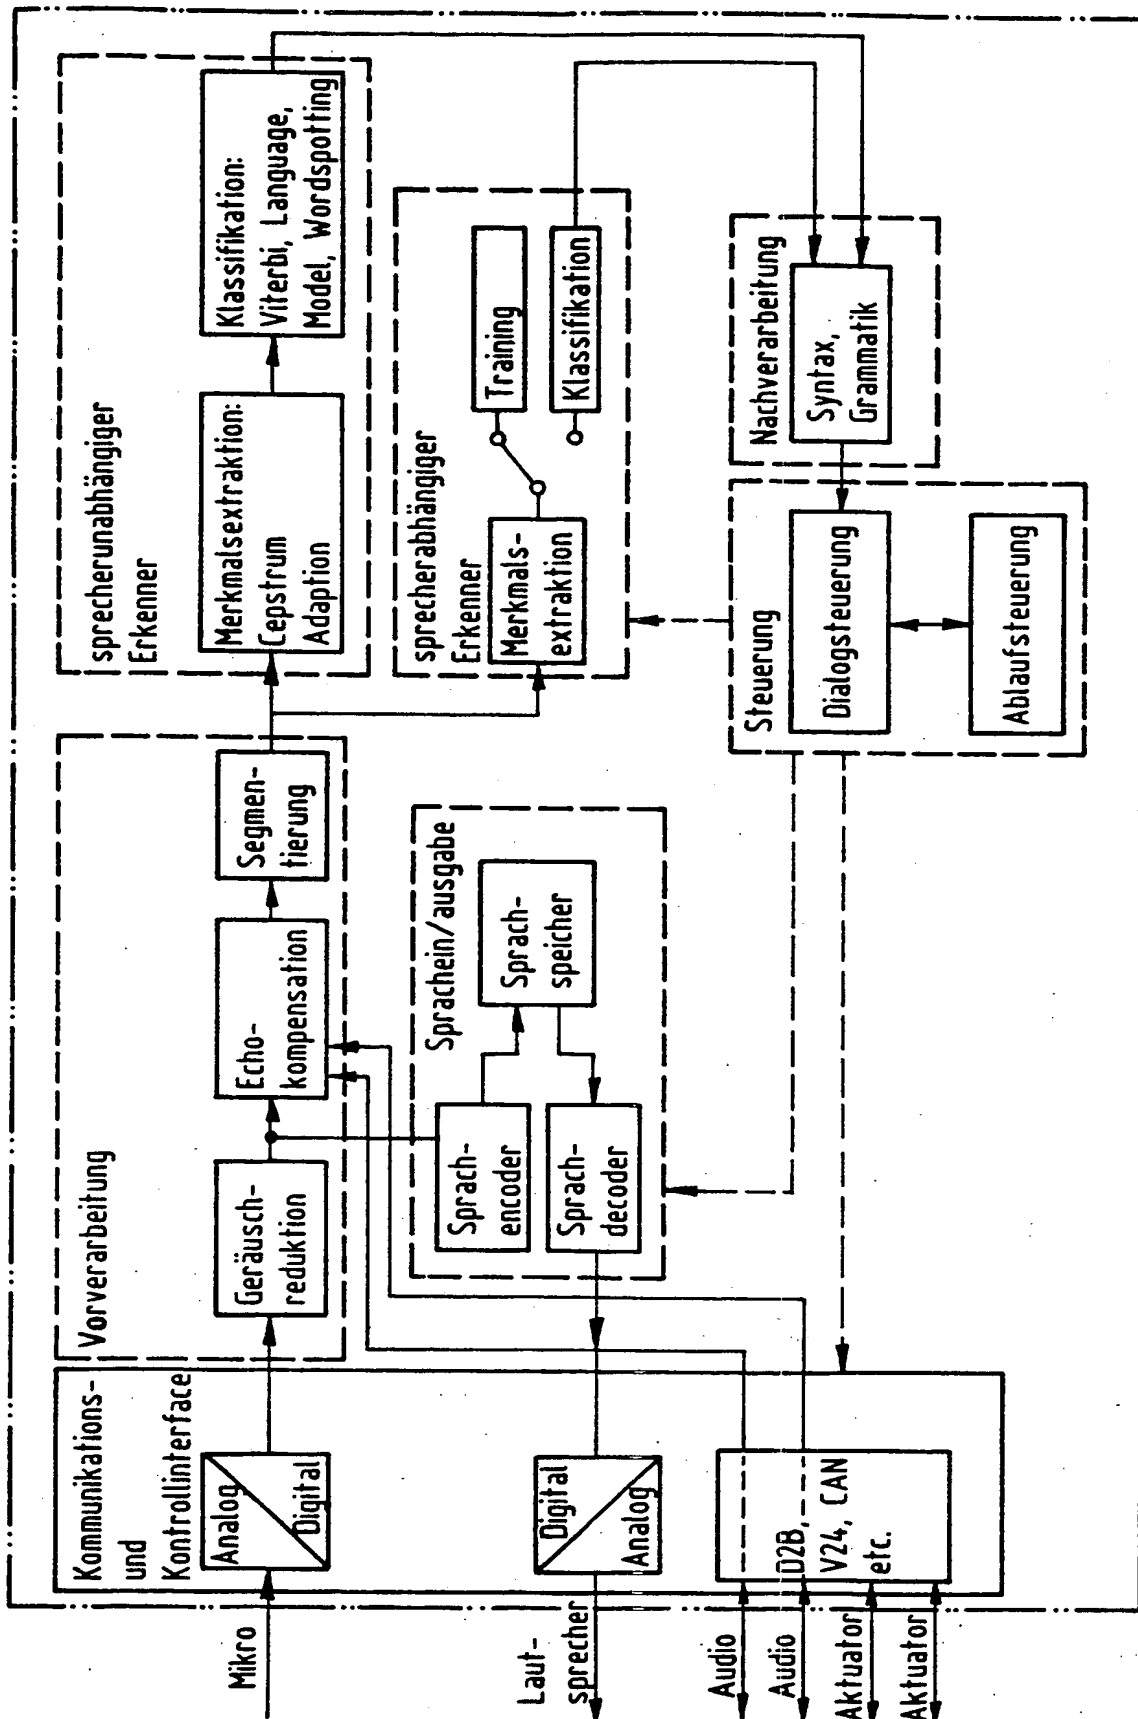 Kommunikations-
und
Kontrollinterface
Analog
Digital
Mikro
Digital
Analog
Laut-
sprecher
D2B,
V24, CAN
etc.
Audio
Audio
Aktuator
Aktuator
Vorverarbeitung
Geräusch-
reduktion
Echo-
kompensation
Segmen-
tierung
Sprachein/ausgabe
Sprach-
encoder
Sprach-
decoder
Sprach-
speicher
sprecherunabhängiger
Erkenner
Merkmalsextraktion:
Cepstrum
Adaption
Klassifikation:
Viterbi, Language,
Model, Wordspotting
sprecherabhängiger
Erkenner
Merkmals-
extraktion
Training
Klassifikation
Steuerung
Dialogsteuerung
Ablaufsteuerung
Nachverarbeitung
Syntax,
Grammatik